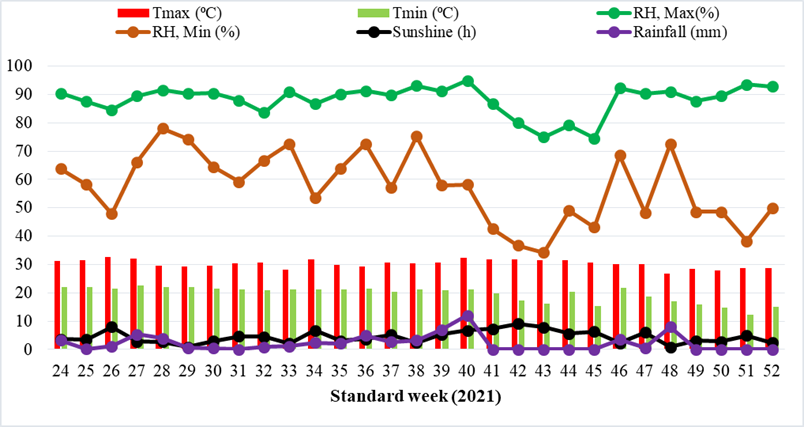 Tmax (ºC) Tmin (ºC) RH, Max(%)
RH, Min (%) Sunshine (h) Rainfall (mm)
100
90
80
70
60
50
40
30
20
10
0
24 25 26 27 28 29 30 31 32 33 34 35 36 37 38 39 40 41 42 43 44 45 46 47 48 49 50 51 52
Standard week (2021)